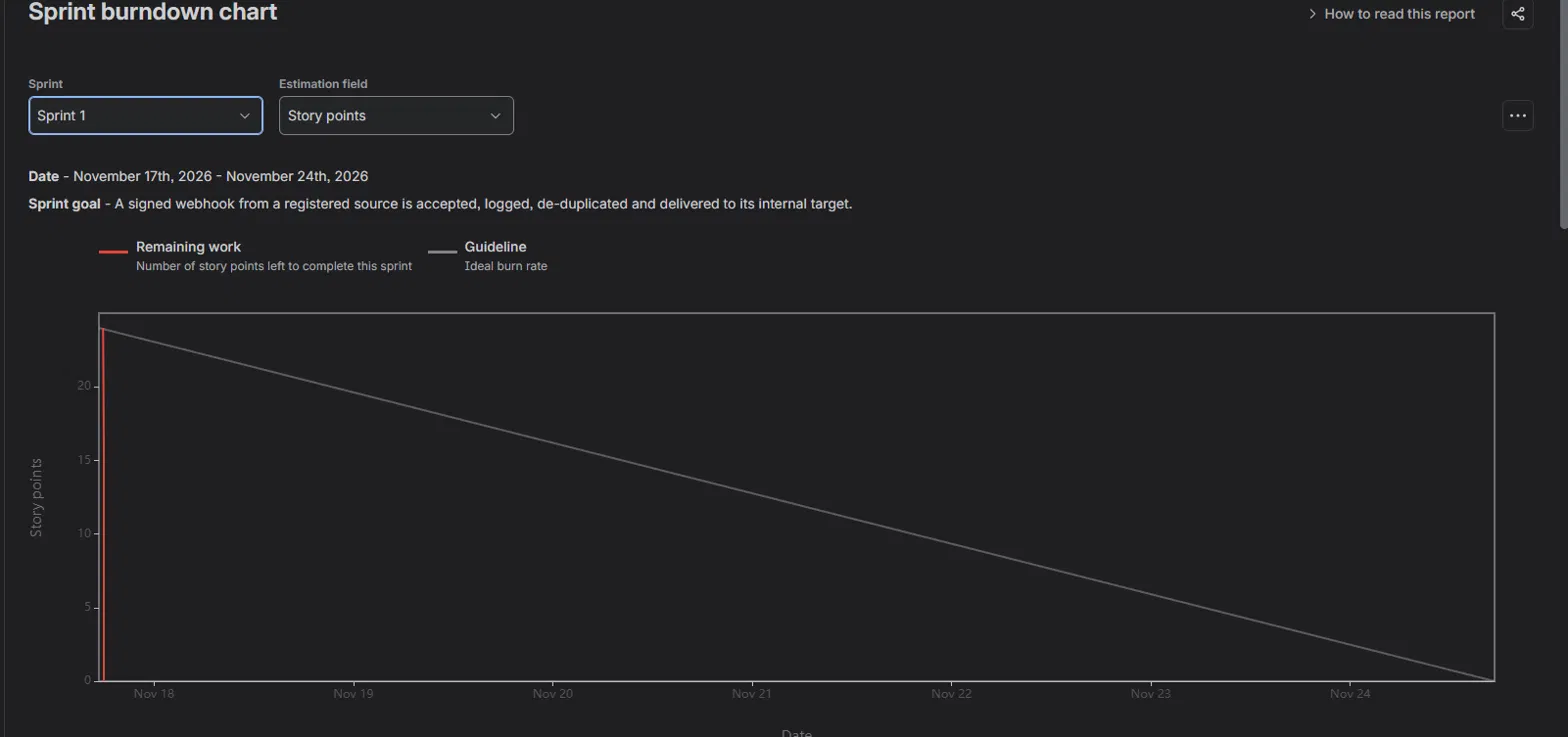 Sprint burndown chart
How to read this report
Sprint
Estimation field
Sprint 1
Story points
Date - November 17th, 2026 - November 24th, 2026
Sprint goal - A signed webhook from a registered source is accepted, logged, de-duplicated and delivered to its internal target.
Remaining work
Number of story points left to complete this sprint
Guideline
Ideal burn rate
Story points
20
15
10
5
0
Nov 18
Nov 19
Nov 20
Nov 21
Nov 22
Nov 23
Nov 24
Date